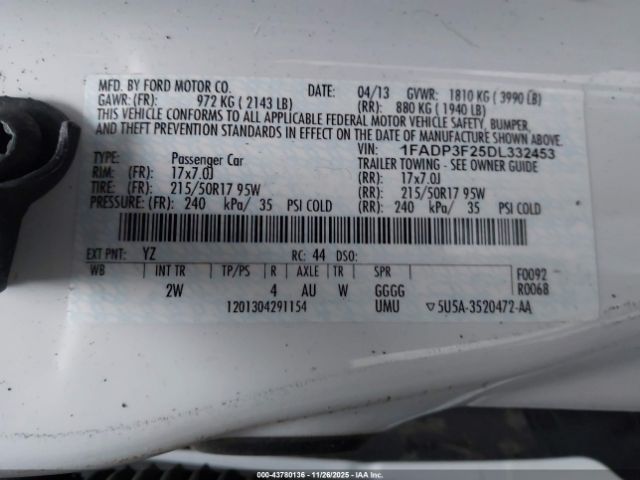 MFD. BY FORD MOTOR CO. DATE: 04/13 GVWR: 1810 KG ( 3990 LB)
GAWR: (FR): 972 KG ( 2143 LB) (RR): 880 KG ( 1940 LB)
THIS VEHICLE CONFORMS TO ALL APPLICABLE FEDERAL MOTOR VEHICLE SAFETY, BUMPER,
AND THEFT PREVENTION STANDARDS IN EFFECT ON THE DATE OF MANUFACTURE SHOWN ABOVE.
VIN: 1FADP3F25DL332453
TYPE: Passenger Car TRAILER TOWING - SEE OWNER GUIDE
RIM: (FR): 17x7.0J (RR): 17x7.0J
TIRE: (FR): 215/50R17 95W (RR): 215/50R17 95W
PRESSURE: (FR): 240 kPa/ 35 PSI COLD (RR): 240 kPa/ 35 PSI COLD
EXT PNT: YZ RC: 44 DSO:
WB INT TR TP/PS R AXLE TR SPR F0092
2W 4 AU W GGGG R0068
1201304291154 UMU ▽5U5A-3520472-AA
000-43780136 - 11/26/2025 - IAAI.CA